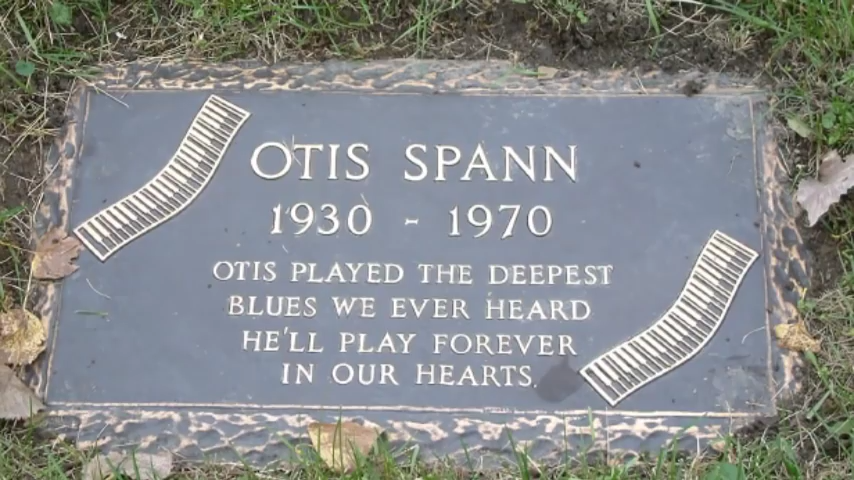 OTIS SPANN
1930 - 1970
OTIS PLAYED THE DEEPEST
BLUES WE EVER HEARD
HE'LL PLAY FOREVER
IN OUR HEARTS.